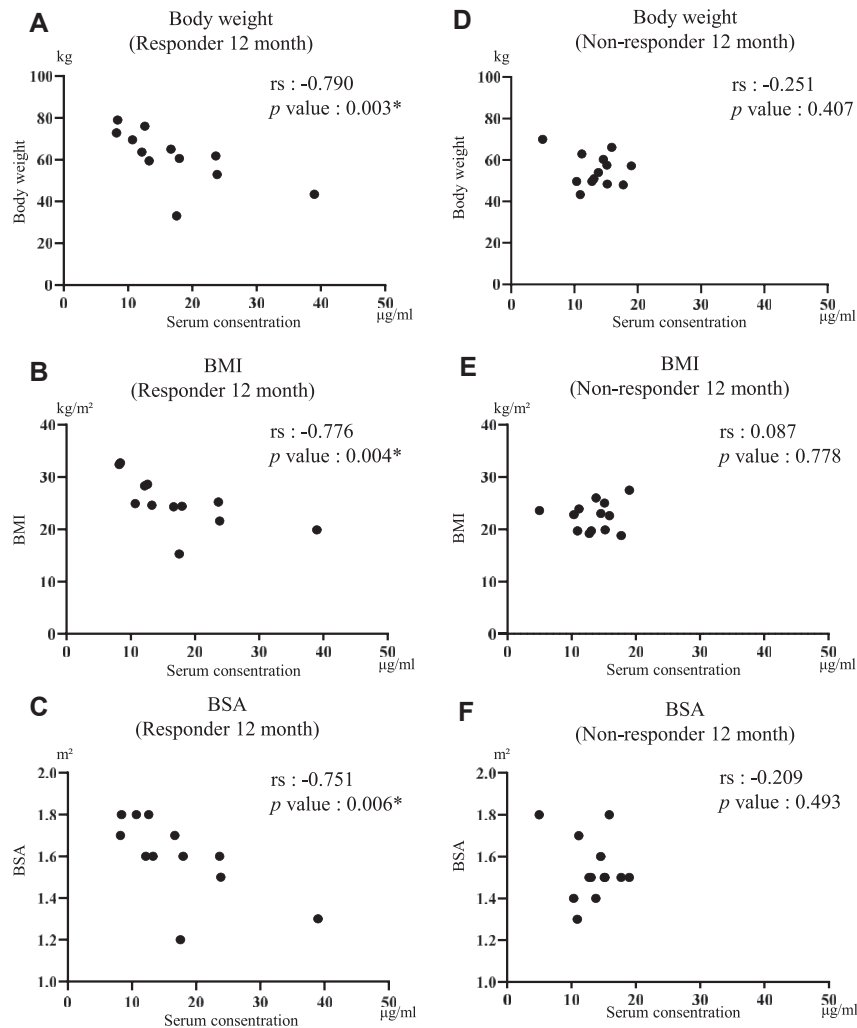 A
Body weight
(Responder 12 month)
kg
rs : -0.790
p value : 0.003*
100
80
60
40
20
0
Body weight
0 10 20 30 40 50
Serum consentration
µg/ml
D
Body weight
(Non-responder 12 month)
kg
rs : -0.251
p value : 0.407
100
80
60
40
20
0
Body weight
0 10 20 30 40 50
Serum consentration
µg/ml
B
BMI
(Responder 12 month)
kg/m²
rs : -0.776
p value : 0.004*
40
30
20
10
0
BMI
0 10 20 30 40 50
Serum consentration
µg/ml
E
BMI
(Non-responder 12 month)
kg/m²
rs : 0.087
p value : 0.778
40
30
20
10
0
BMI
0 10 20 30 40 50
Serum consentration
µg/ml
C
BSA
(Responder 12 month)
m²
rs : -0.751
p value : 0.006*
2.0
1.8
1.6
1.4
1.2
1.0
BSA
0 10 20 30 40 50
Serum consentration
µg/ml
F
BSA
(Non-responder 12 month)
m²
rs : -0.209
p value : 0.493
2.0
1.8
1.6
1.4
1.2
1.0
BSA
0 10 20 30 40 50
Serum consentration
µg/ml